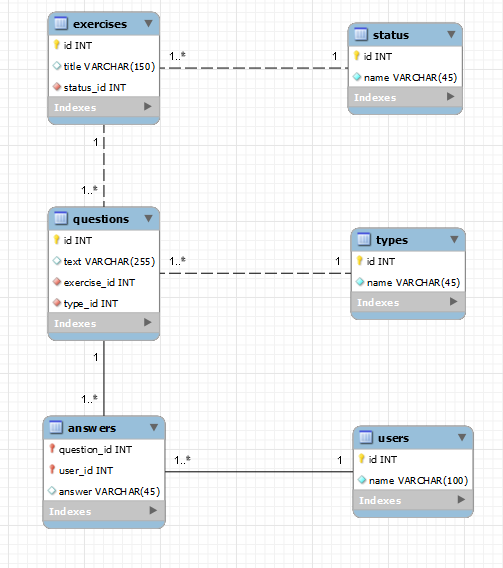 exercises
id INT
title VARCHAR(150)
status_id INT
Indexes
1..*
1
status
id INT
name VARCHAR(45)
Indexes
1
1..*
questions
id INT
text VARCHAR(255)
exercise_id INT
type_id INT
Indexes
1..*
1
types
id INT
name VARCHAR(45)
Indexes
1
1..*
answers
question_id INT
user_id INT
answer VARCHAR(45)
Indexes
1..*
1
users
id INT
name VARCHAR(100)
Indexes